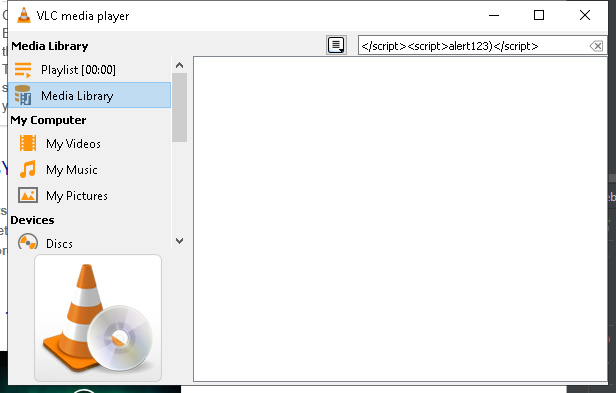 VLC media player
Media Library
</script><script>alert123)</script>
Playlist [00:00]
Media Library
My Computer
My Videos
My Music
My Pictures
Devices
Discs